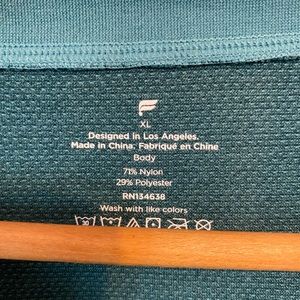 XL
Designed in Los Angeles.
Made in China. Fabriqué en Chine
Body
71% Nylon
29% Polyester
RN134638
Wash with like colors